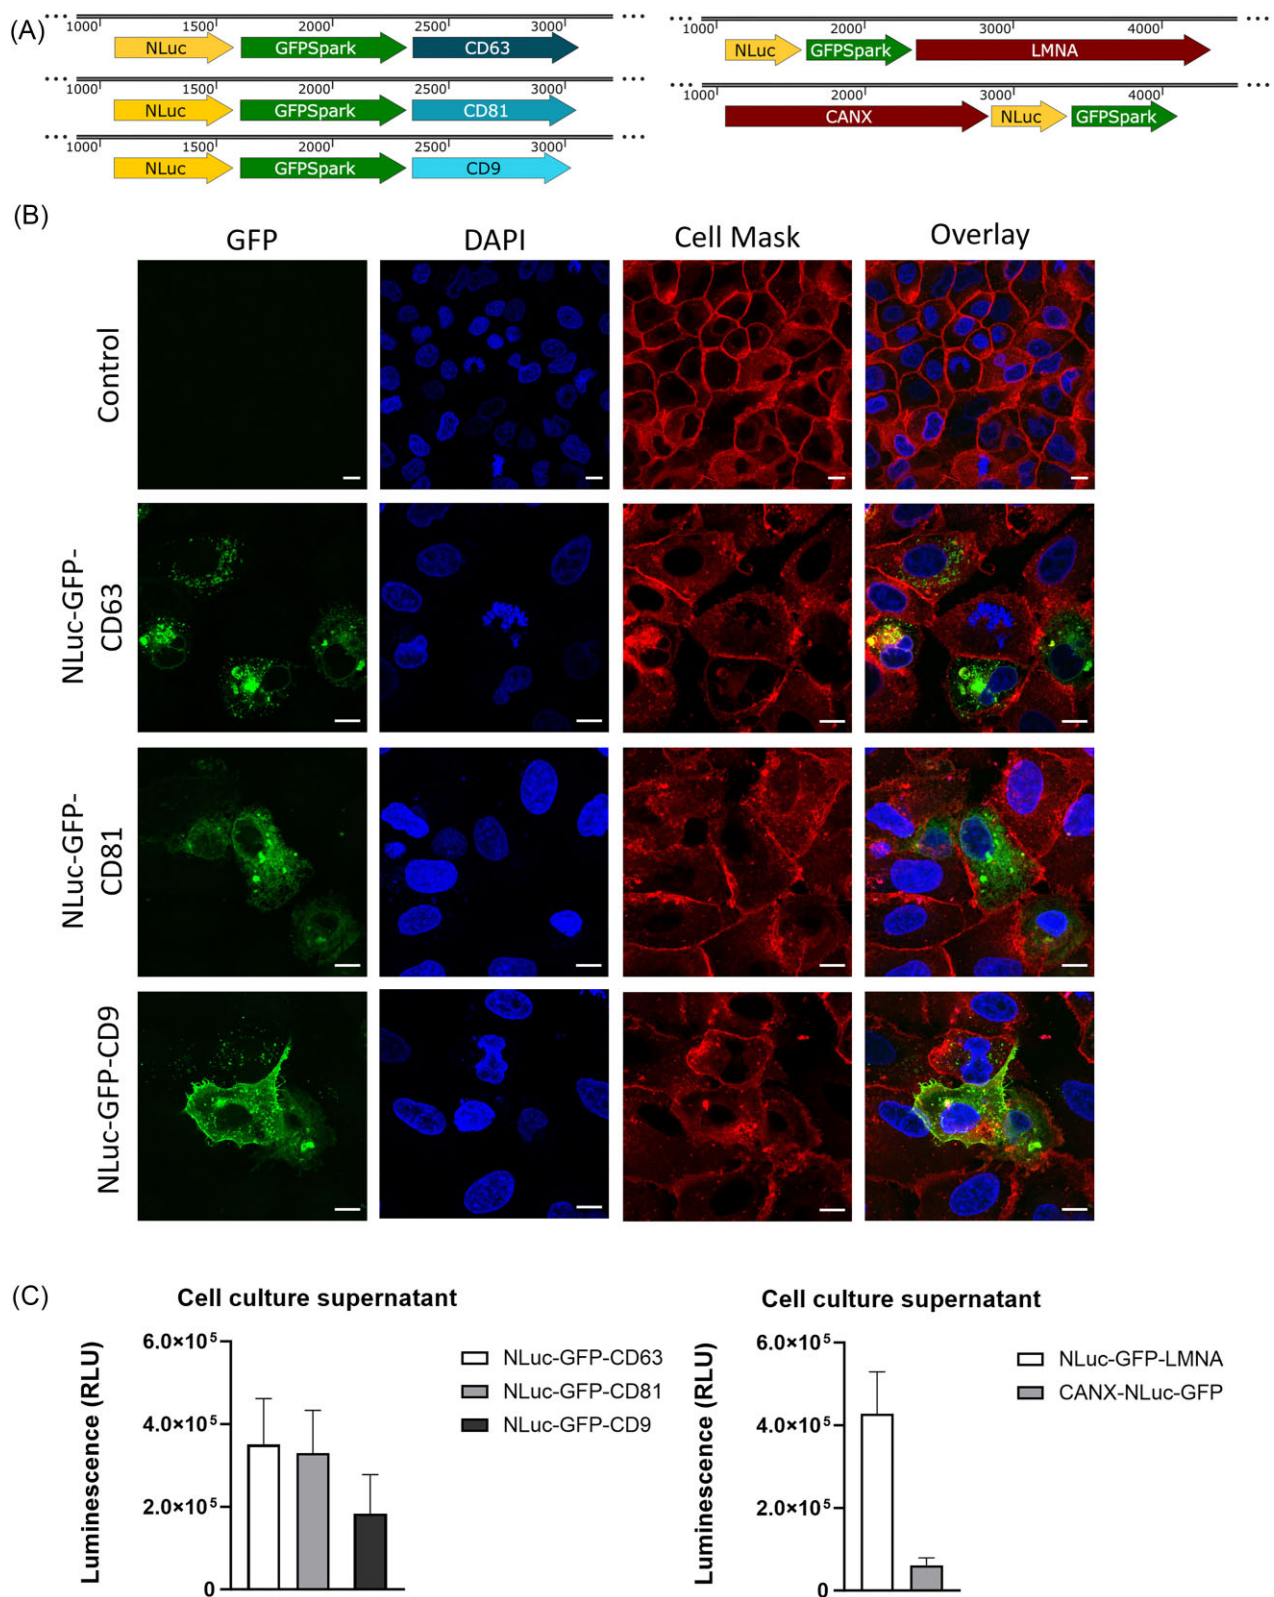 (A)
1000 1500 2000 2500 3000
NLuc GFPSpark CD63
1000 1500 2000 2500 3000
NLuc GFPSpark CD81
1000 1500 2000 2500 3000
NLuc GFPSpark CD9
1000 2000 3000 4000
NLuc GFPSpark LMNA
1000 2000 3000 4000
CANX NLuc GFPSpark
(B)
GFP DAPI Cell Mask Overlay
Control
NLuc-GFP-
CD63
NLuc-GFP-
CD81
NLuc-GFP-CD9
(C)
Cell culture supernatant
Luminescence (RLU)
6.0×10⁵
4.0×10⁵
2.0×10⁵
0
NLuc-GFP-CD63
NLuc-GFP-CD81
NLuc-GFP-CD9
Cell culture supernatant
Luminescence (RLU)
6.0×10⁵
4.0×10⁵
2.0×10⁵
0
NLuc-GFP-LMNA
CANX-NLuc-GFP